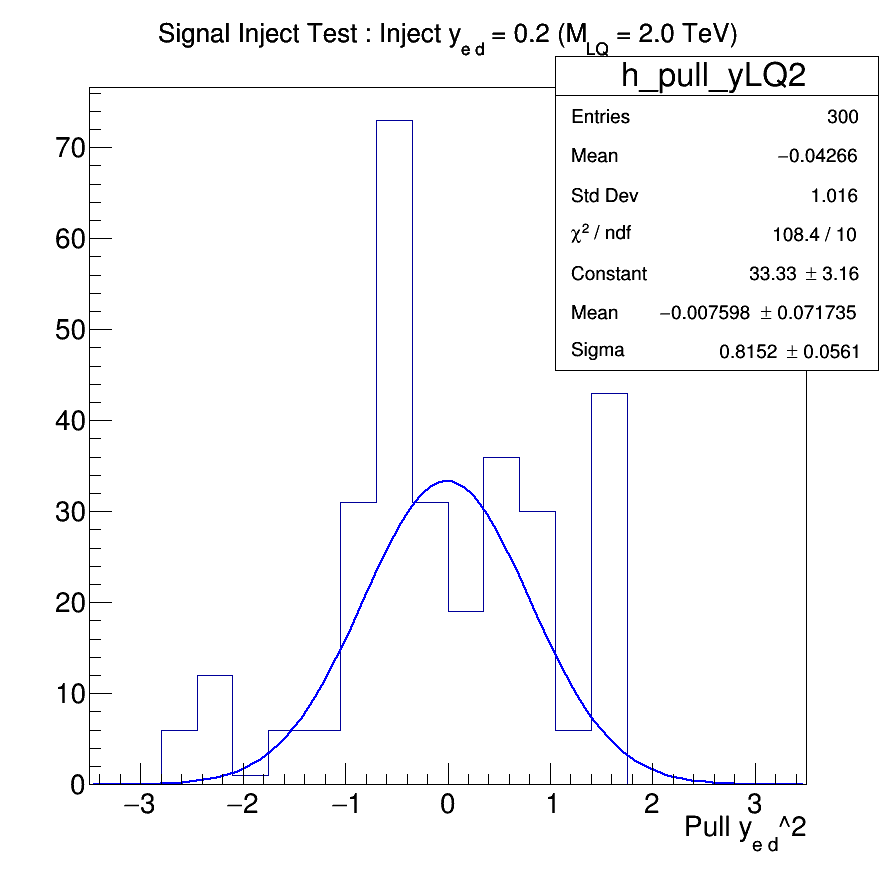 Signal Inject Test : Inject y_{e d} = 0.2 (M_{LQ} = 2.0 TeV)
h_pull_yLQ2
Entries 300
Mean −0.04266
Std Dev 1.016
χ² / ndf 108.4 / 10
Constant 33.33 ± 3.16
Mean −0.007598 ± 0.071735
Sigma 0.8152 ± 0.0561
70
60
50
40
30
20
10
0
−3 −2 −1 0 1 2 3
Pull y_{e d}^2